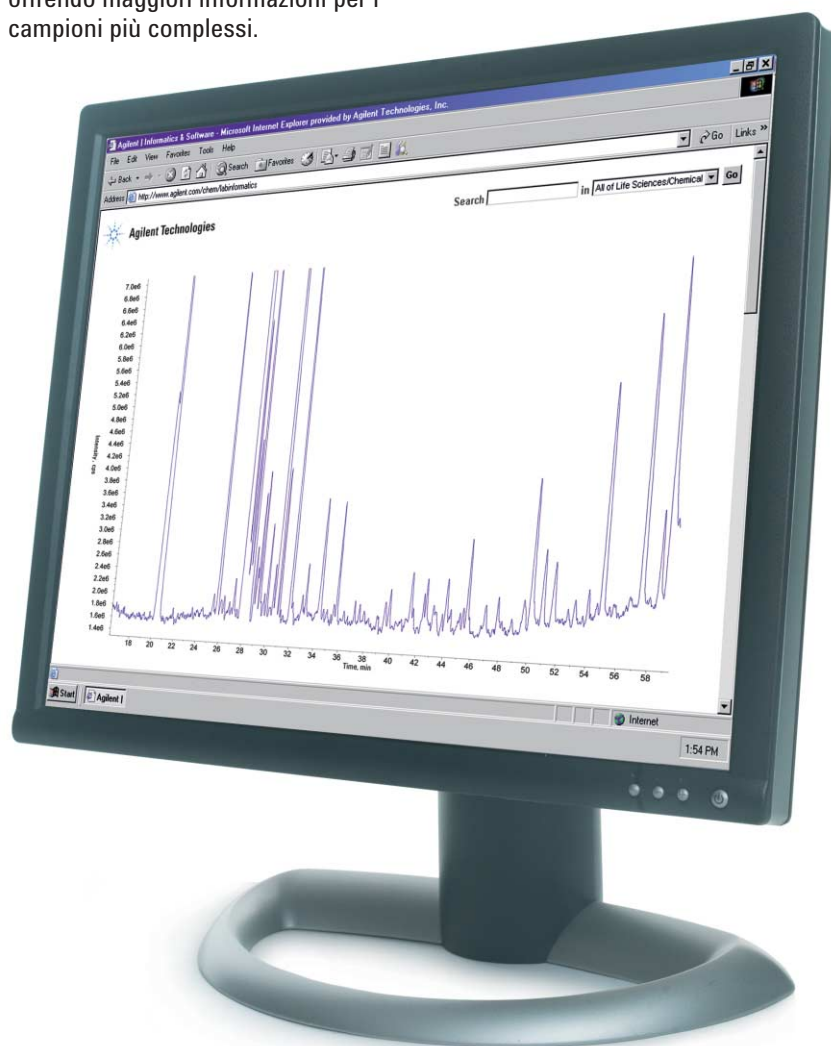 offrendo maggiori informazioni per i
campioni più complessi.
Agilent | Informatics & Software - Microsoft Internet Explorer provided by Agilent Technologies, Inc.
File Edit View Favorites Tools Help
Back Search Favorites Go Links »
Address http://www.agilent.com/chem/labinformatics
Search in All of Life Sciences/Chemical Go
Agilent Technologies
7.0e6
6.8e6
6.6e6
6.4e6
6.2e6
6.0e6
5.8e6
5.6e6
5.4e6
5.2e6
5.0e6
4.8e6
4.6e6
4.4e6
4.2e6
4.0e6
3.8e6
3.6e6
3.4e6
3.2e6
3.0e6
2.8e6
2.6e6
2.4e6
2.2e6
2.0e6
1.8e6
1.6e6
1.4e6
Intensity, cps
18 20 22 24 26 28 30 32 34 36 38 40 42 44 46 48 50 52 54 56 58
Time, min
Internet
Start Agilent |
1:54 PM